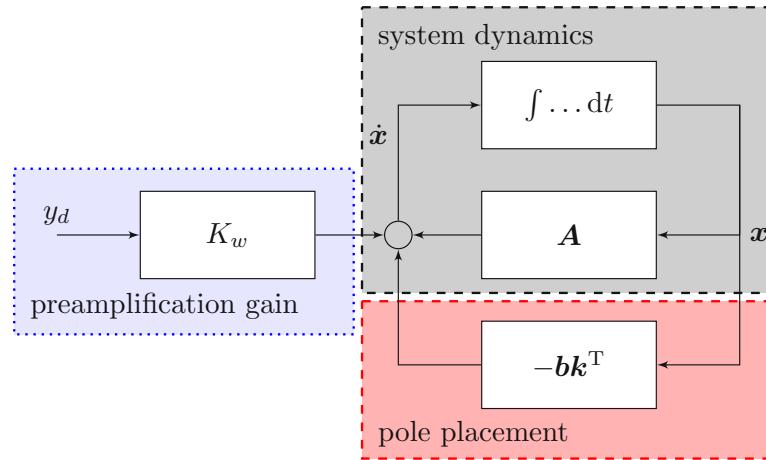 system dynamics
∫ … dt
ẋ
y_d
K_w
A
x
preamplification gain
−bk^T
pole placement